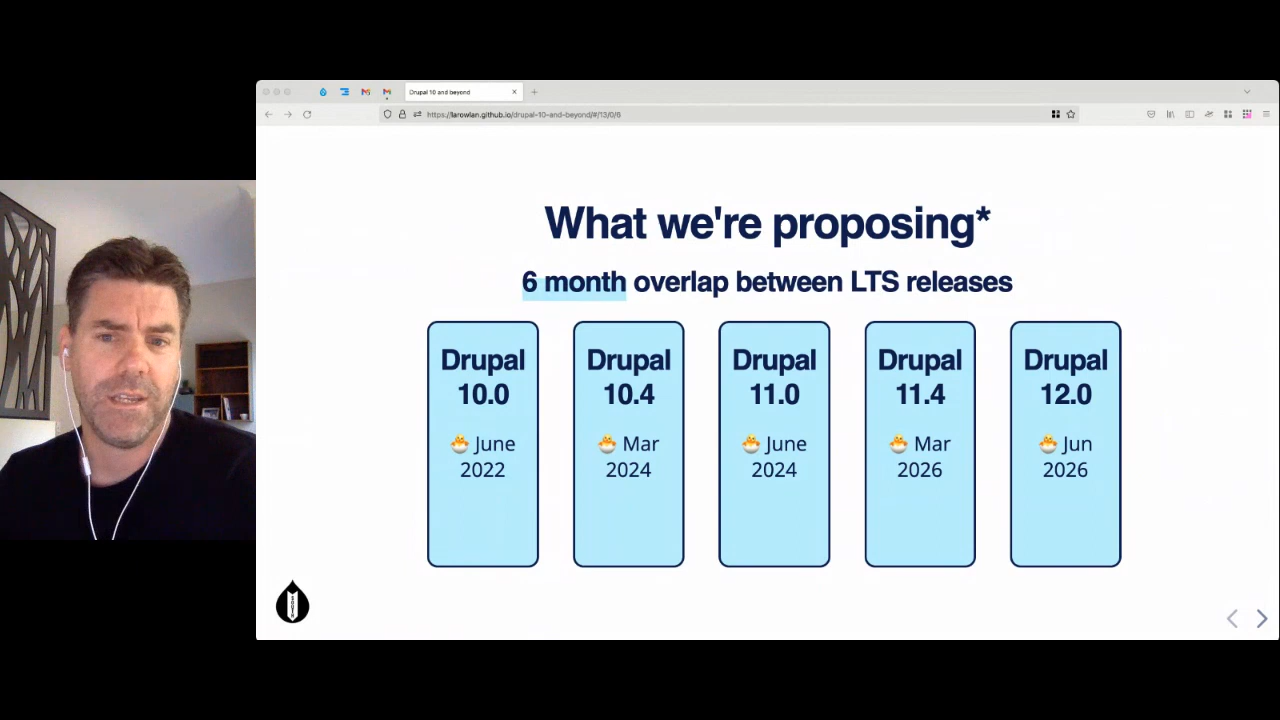 Drupal 10 and beyond
https://larowlan.github.io/drupal-10-and-beyond/#/13/0/8
What we're proposing*
6 month overlap between LTS releases
Drupal
10.0
June
2022
Drupal
10.4
Mar
2024
Drupal
11.0
June
2024
Drupal
11.4
Mar
2026
Drupal
12.0
Jun
2026